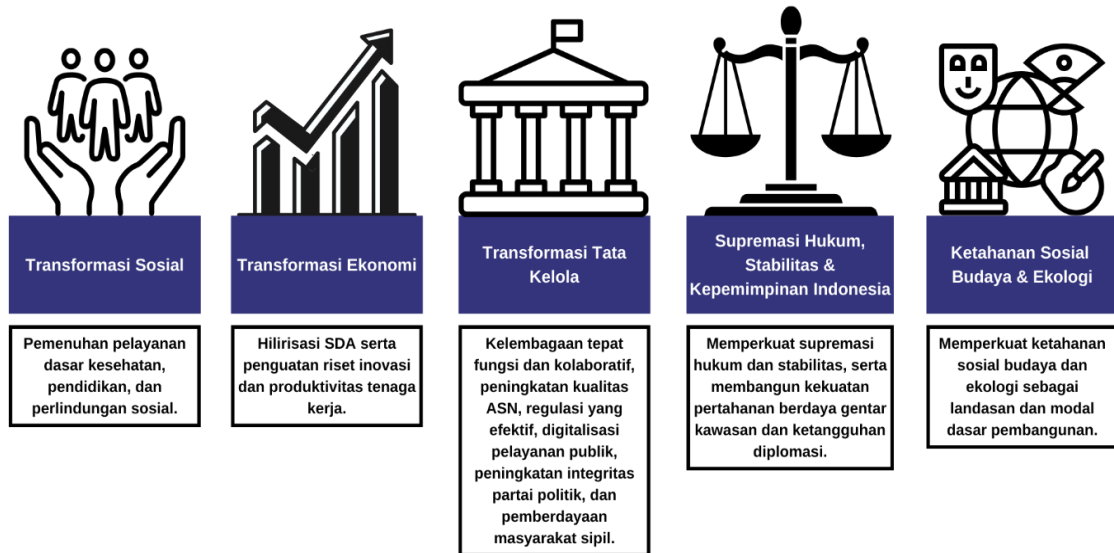 Transformasi Sosial
Pemenuhan pelayanan
dasar kesehatan,
pendidikan, dan
perlindungan sosial.
Transformasi Ekonomi
Hilirisasi SDA serta
penguatan riset inovasi
dan produktivitas tenaga
kerja.
Transformasi Tata
Kelola
Kelembagaan tepat
fungsi dan kolaboratif,
peningkatan kualitas
ASN, regulasi yang
efektif, digitalisasi
pelayanan publik,
peningkatan integritas
partai politik, dan
pemberdayaan
masyarakat sipil.
Supremasi Hukum,
Stabilitas &
Kepemimpinan Indonesia
Memperkuat supremasi
hukum dan stabilitas, serta
membangun kekuatan
pertahanan berdaya gentar
kawasan dan ketangguhan
diplomasi.
Ketahanan Sosial
Budaya & Ekologi
Memperkuat ketahanan
sosial budaya dan
ekologi sebagai
landasan dan modal
dasar pembangunan.